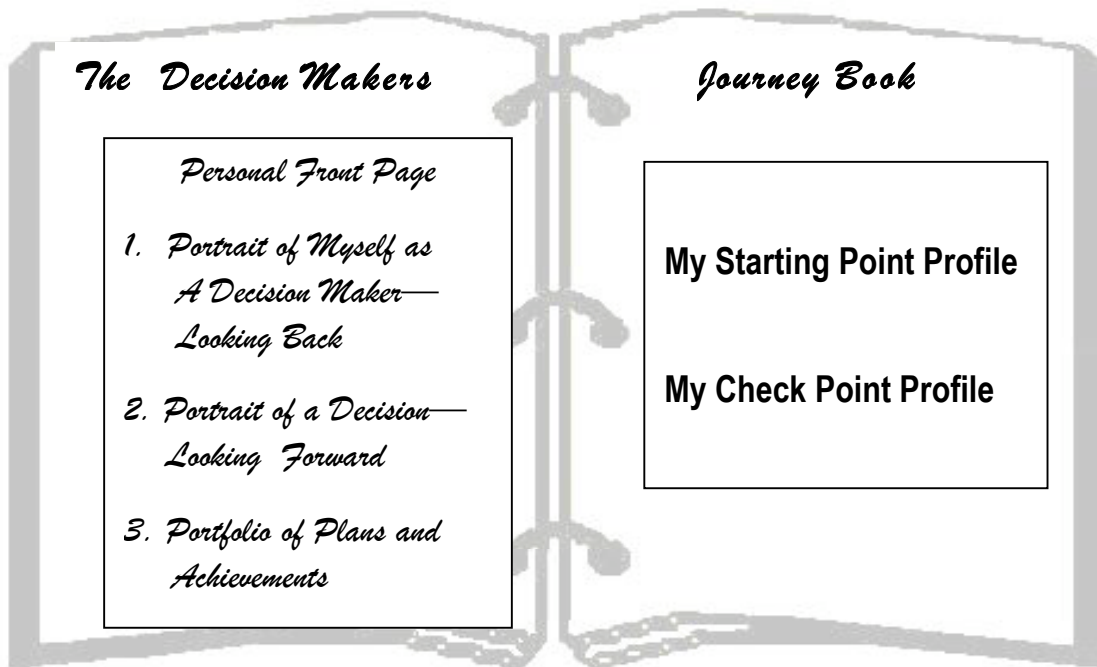 The Decision Makers
Personal Front Page
1. Portrait of Myself as
A Decision Maker—
Looking Back
2. Portrait of a Decision—
Looking Forward
3. Portfolio of Plans and
Achievements
Journey Book
My Starting Point Profile
My Check Point Profile